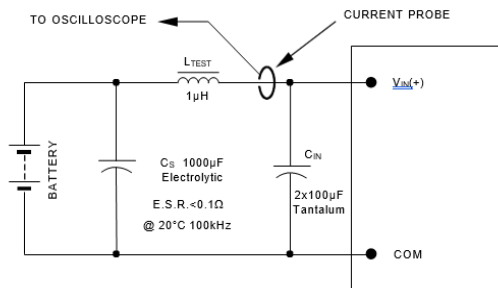 TO OSCILLOSCOPE
CURRENT PROBE
LTEST
1µH
VIN(+)
BATTERY
CS 1000µF
Electrolytic
E.S.R.<0.1Ω
@ 20°C 100kHz
CIN
2x100µF
Tantalum
COM